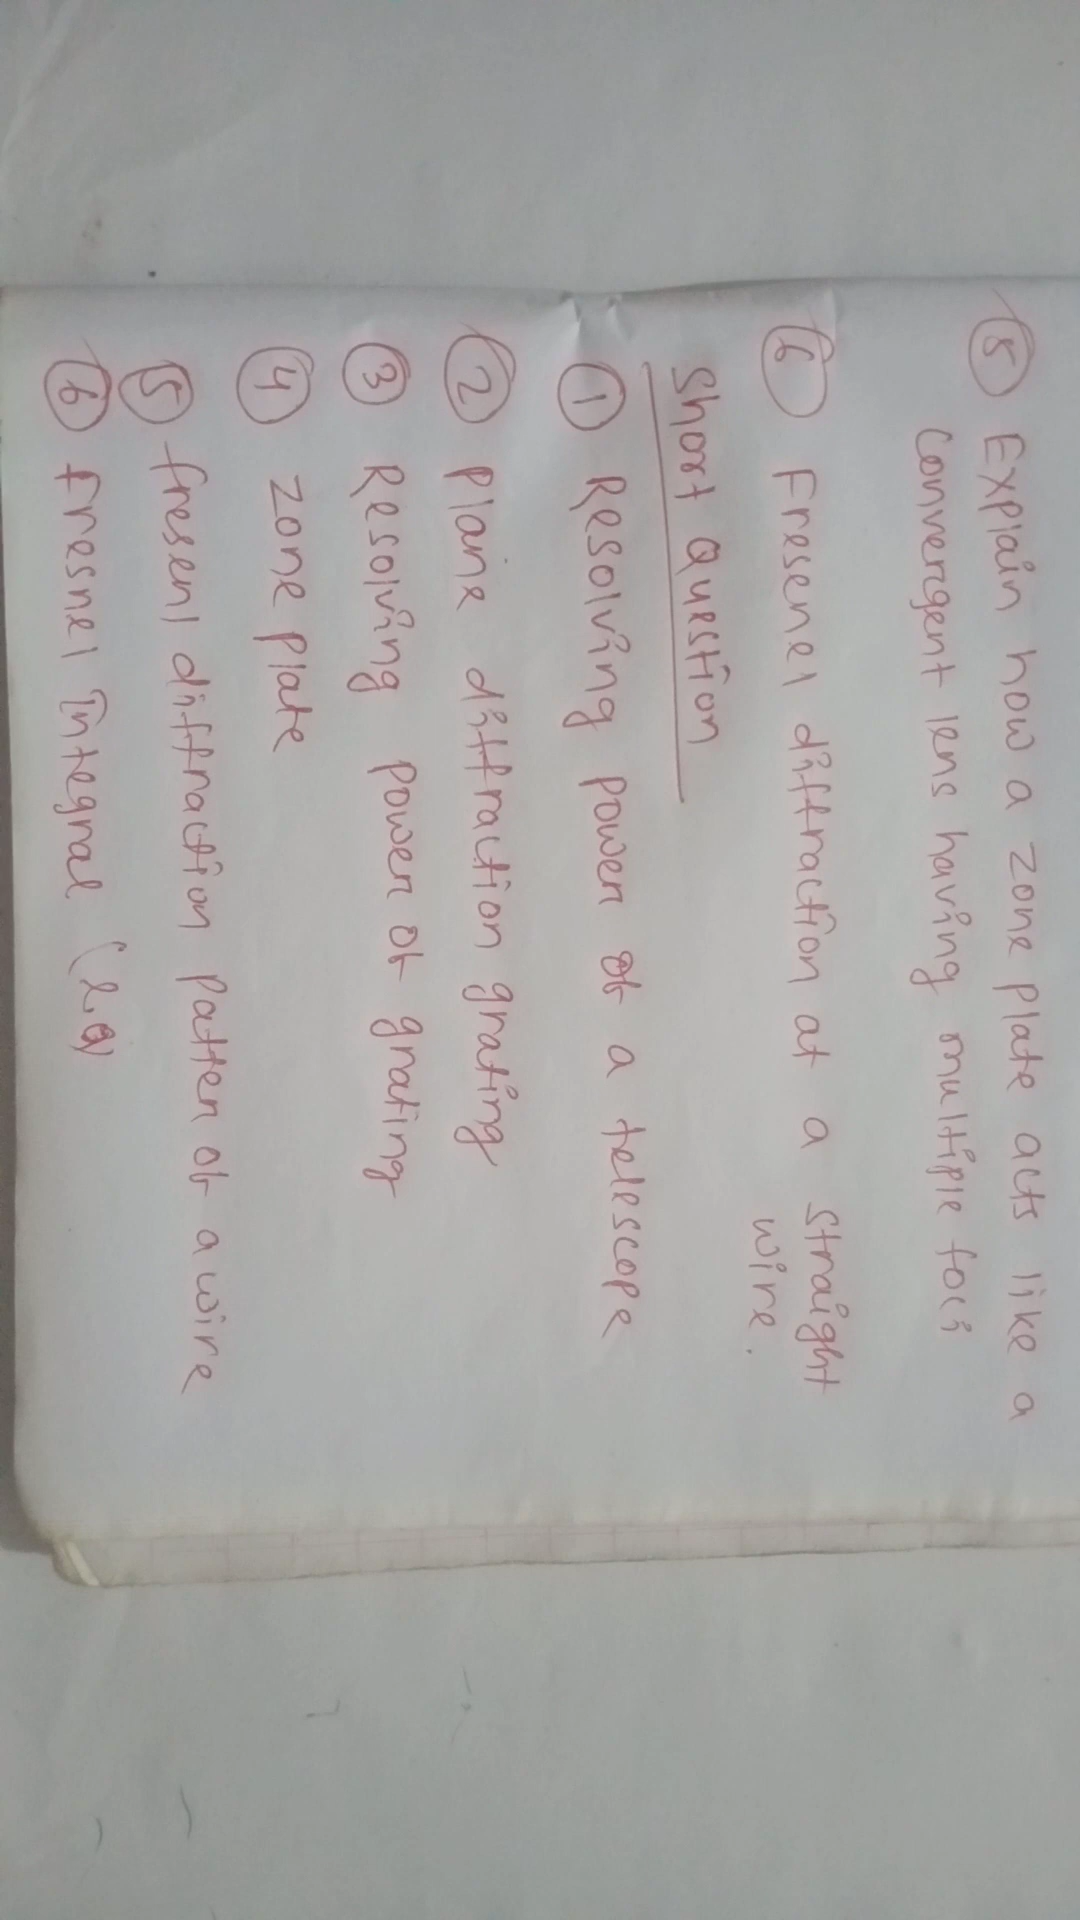 ⑤ Explain how a zone plate acts like a
convergent lens having multiple foci
⑥ Fresenel diffraction at a straight
wire.
Short Question
① Resolving power of a telescope
② Plane diffraction grating
③ Resolving power of grating
④ zone plate
⑤ fresenl diffraction patten of a wire
⑥ fresnel Integral